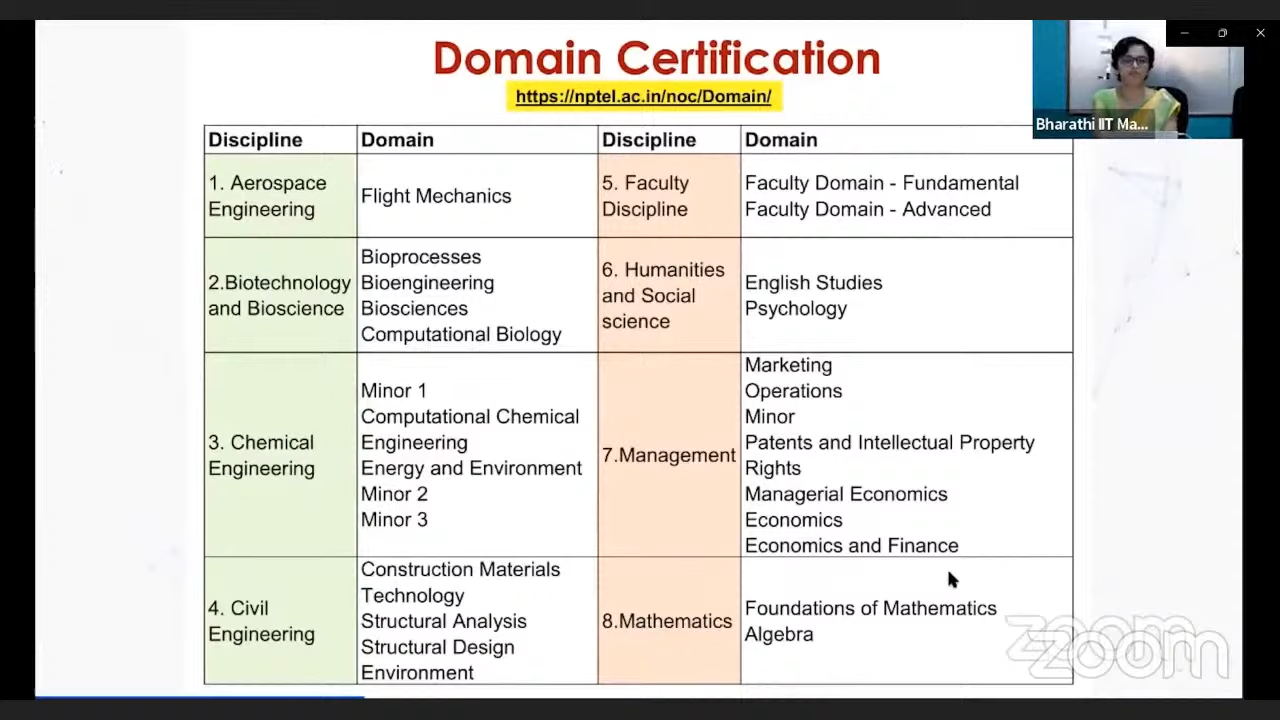 Domain Certification
https://nptel.ac.in/noc/Domain/
Bharathi IIT Ma...
Discipline
Domain
Discipline
Domain
1. Aerospace
Engineering
Flight Mechanics
5. Faculty
Discipline
Faculty Domain - Fundamental
Faculty Domain - Advanced
2.Biotechnology
and Bioscience
Bioprocesses
Bioengineering
Biosciences
Computational Biology
6. Humanities
and Social
science
English Studies
Psychology
3. Chemical
Engineering
Minor 1
Computational Chemical
Engineering
Energy and Environment
Minor 2
Minor 3
7.Management
Marketing
Operations
Minor
Patents and Intellectual Property
Rights
Managerial Economics
Economics
Economics and Finance
4. Civil
Engineering
Construction Materials
Technology
Structural Analysis
Structural Design
Environment
8.Mathematics
Foundations of Mathematics
Algebra
zoom
zoom